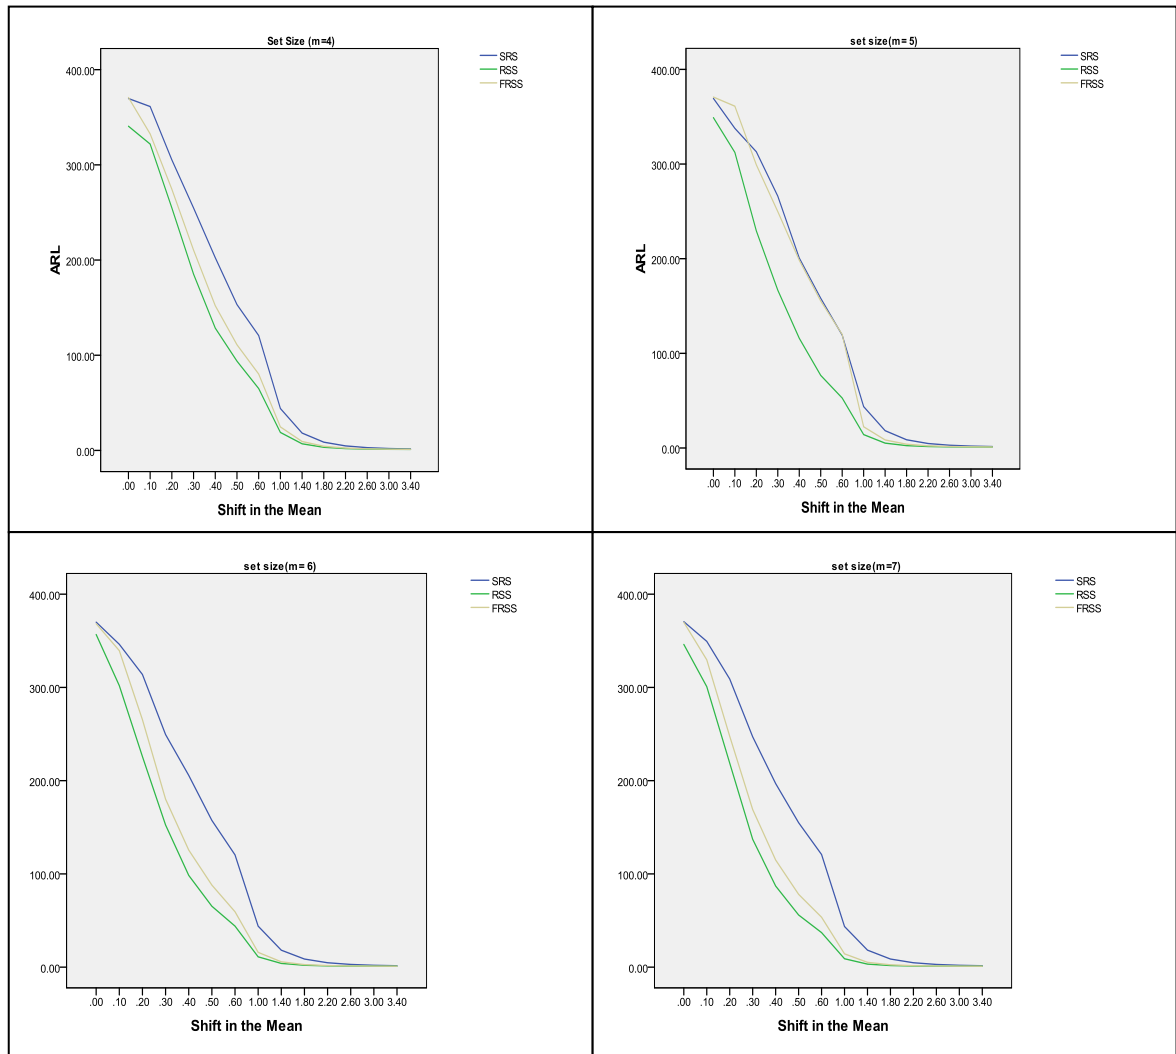 Set Size (m=4)
SRS
RSS
FRSS
400.00
300.00
200.00
100.00
0.00
ARL
.00 .10 .20 .30 .40 .50 .60 1.00 1.40 1.80 2.20 2.60 3.00 3.40
Shift in the Mean
set size(m= 5)
SRS
RSS
FRSS
400.00
300.00
200.00
100.00
0.00
ARL
.00 .10 .20 .30 .40 .50 .60 1.00 1.40 1.80 2.20 2.60 3.00 3.40
Shift in the Mean
set size(m= 6)
SRS
RSS
FRSS
400.00
300.00
200.00
100.00
0.00
.00 .10 .20 .30 .40 .50 .60 1.00 1.40 1.80 2.20 2.60 3.00 3.40
Shift in the Mean
set size(m=7)
SRS
RSS
FRSS
400.00
300.00
200.00
100.00
0.00
.00 .10 .20 .30 .40 .50 .60 1.00 1.40 1.80 2.20 2.60 3.00 3.40
Shift in the Mean